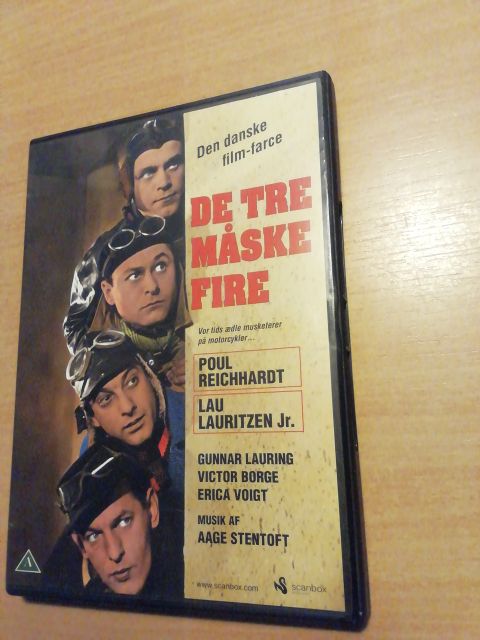 Den danske
film-farce
DE TRE
MÅSKE
FIRE
Vor tids ædle musketerer
på motorcykler...
POUL
REICHHARDT
LAU
LAURITZEN Jr.
GUNNAR LAURING
VICTOR BORGE
ERICA VOIGT
MUSIK AF
AAGE STENTOFT
A
www.scanbox.com
scanbox